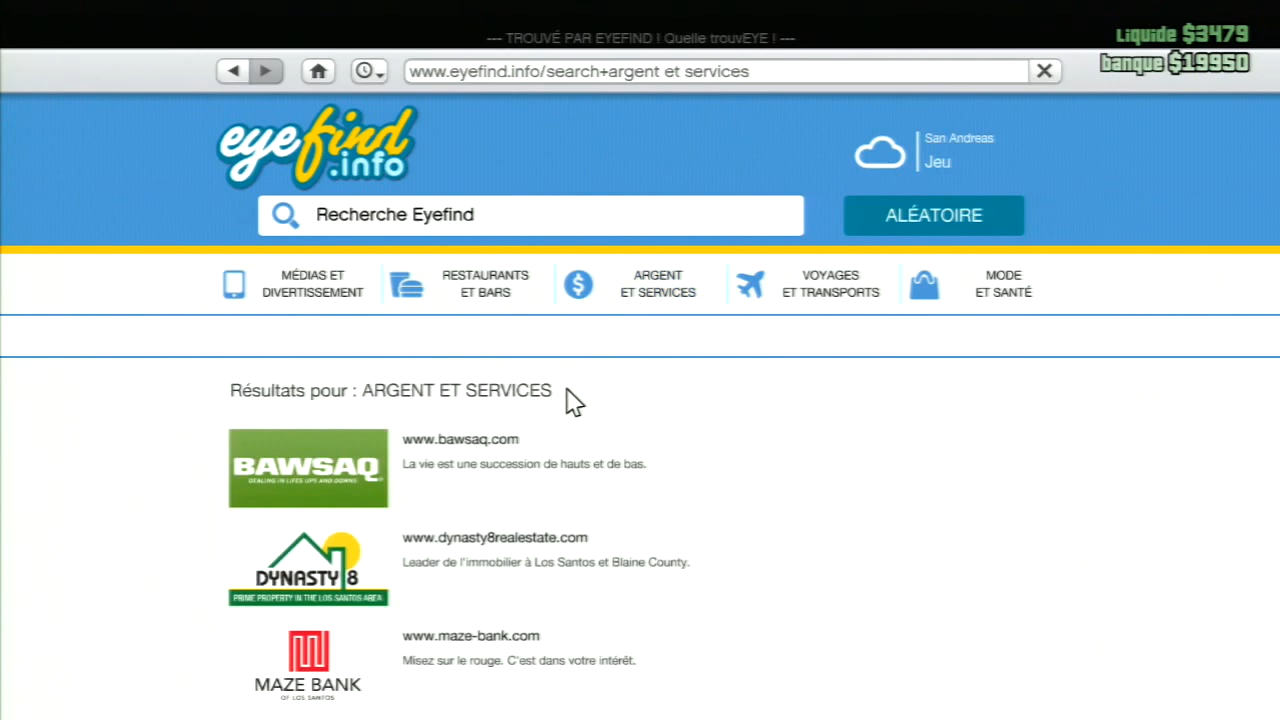 --- TROUVÉ PAR EYEFIND ! Quelle trouvEYE ! ---
Liquide $3479
banque $19950
www.eyefind.info/search+argent et services
eyefind
.info
San Andreas
Jeu
Recherche Eyefind
ALÉATOIRE
MÉDIAS ET
DIVERTISSEMENT
RESTAURANTS
ET BARS
ARGENT
ET SERVICES
VOYAGES
ET TRANSPORTS
MODE
ET SANTÉ
Résultats pour : ARGENT ET SERVICES
BAWSAQ
DEALING IN LIFES UPS AND DOWNS
www.bawsaq.com
La vie est une succession de hauts et de bas.
DYNASTY 8
PRIME PROPERTY IN THE LOS SANTOS AREA
www.dynasty8realestate.com
Leader de l'immobilier à Los Santos et Blaine County.
MAZE BANK
OF LOS SANTOS
www.maze-bank.com
Misez sur le rouge. C'est dans votre intérêt.